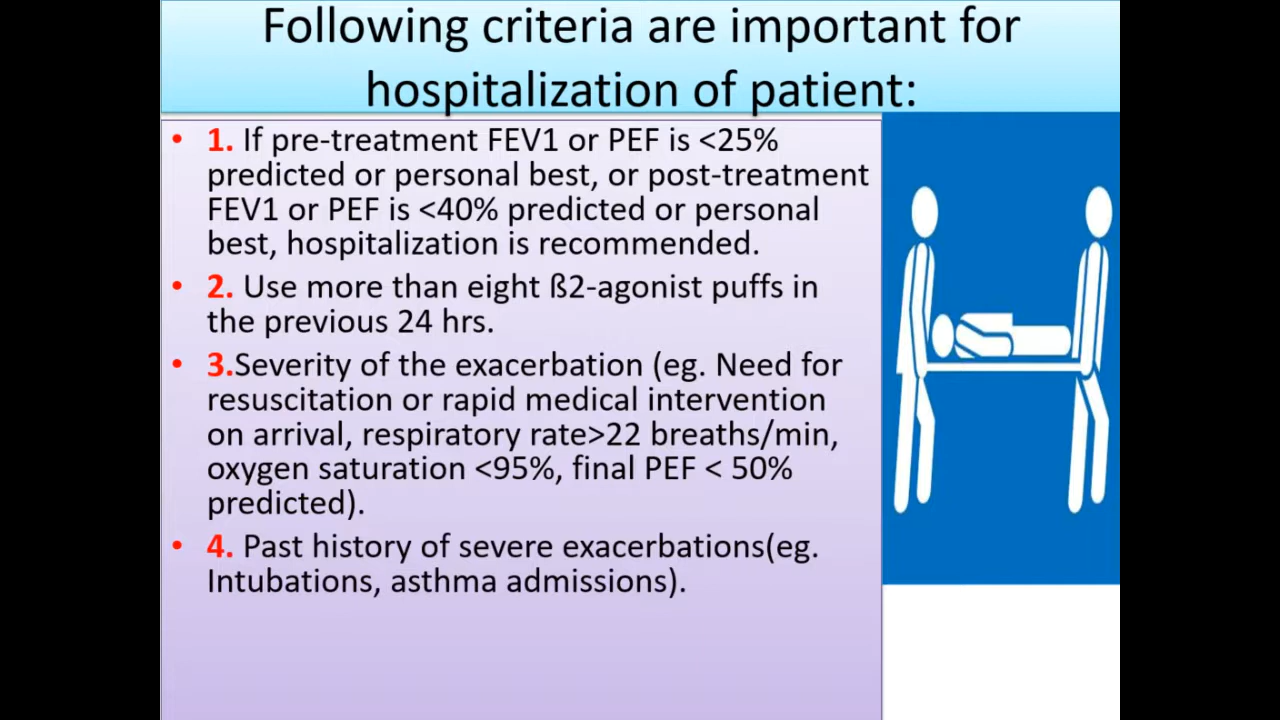 Following criteria are important for
hospitalization of patient:
• 1. If pre-treatment FEV1 or PEF is <25%
predicted or personal best, or post-treatment
FEV1 or PEF is <40% predicted or personal
best, hospitalization is recommended.
• 2. Use more than eight ß2-agonist puffs in
the previous 24 hrs.
• 3.Severity of the exacerbation (eg. Need for
resuscitation or rapid medical intervention
on arrival, respiratory rate>22 breaths/min,
oxygen saturation <95%, final PEF < 50%
predicted).
• 4. Past history of severe exacerbations(eg.
Intubations, asthma admissions).